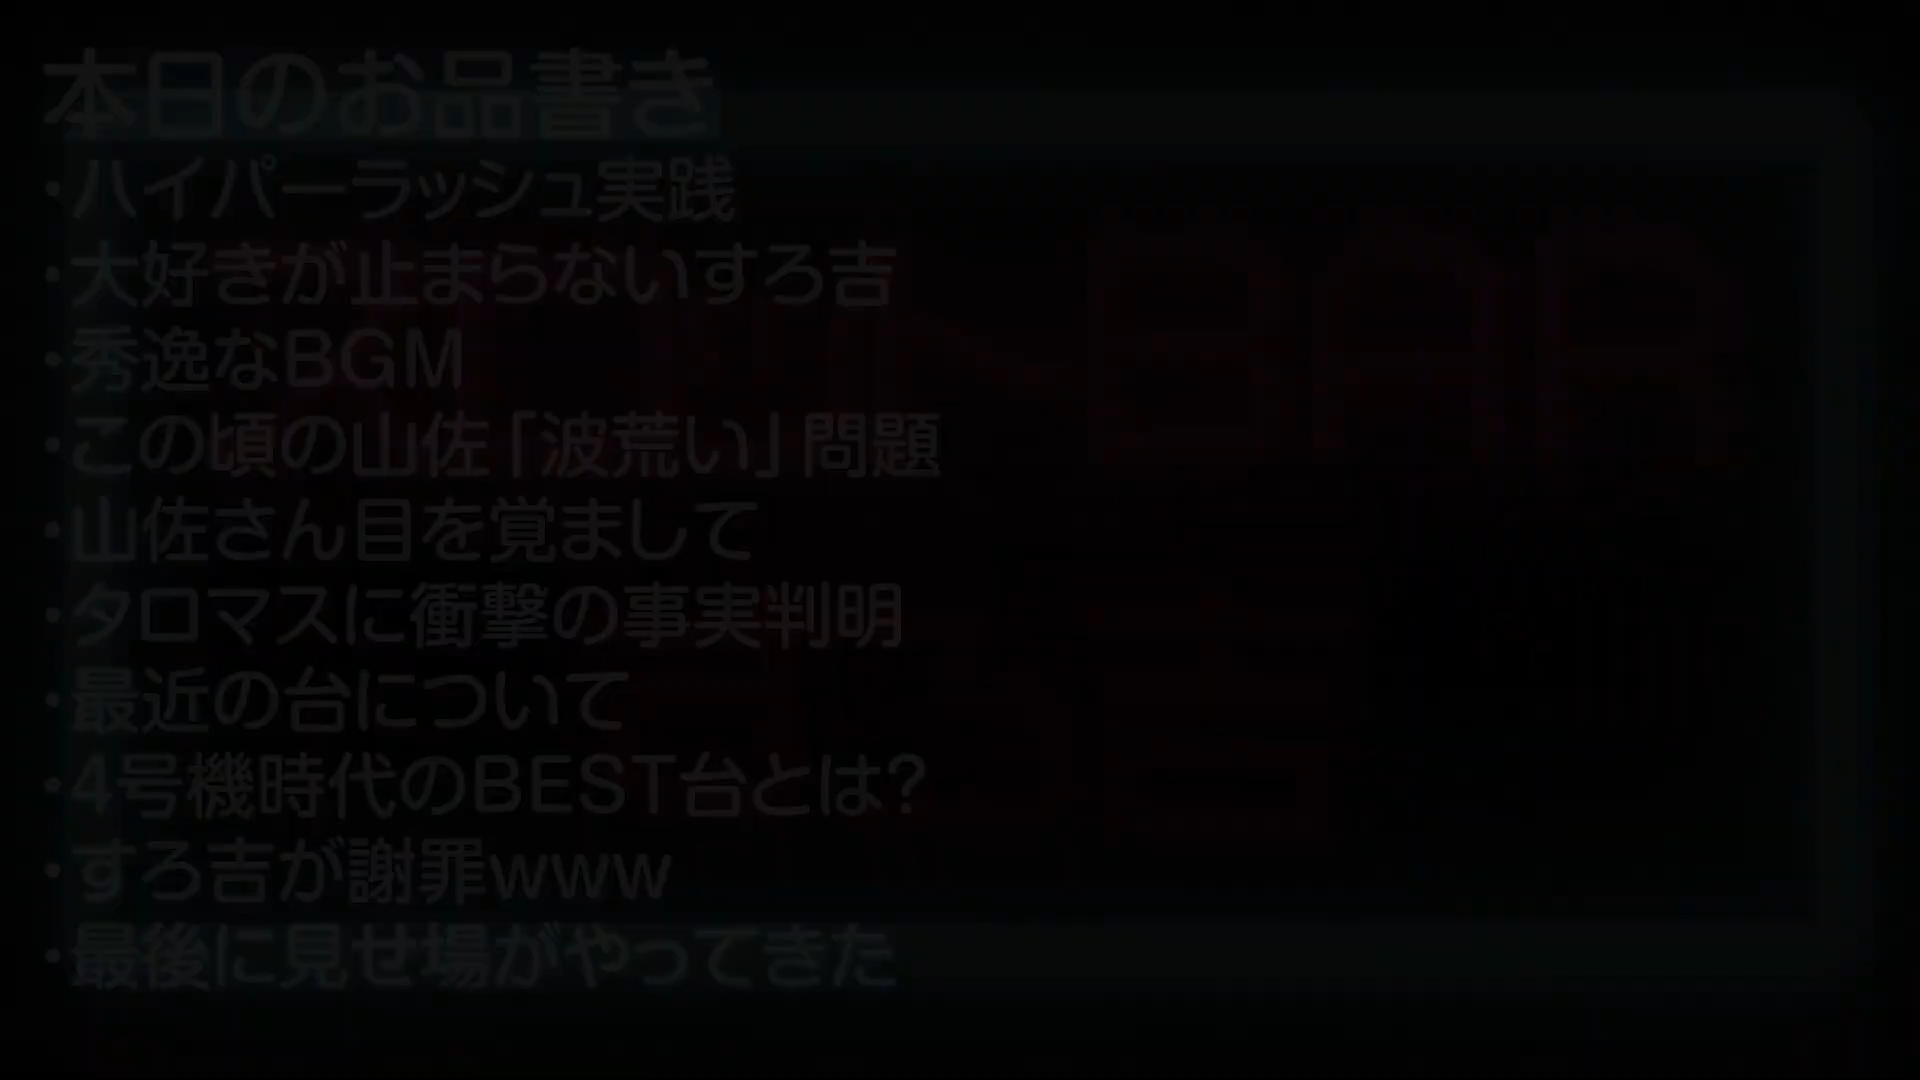 本日のお品書き
・ハイパーラッシュ実践
・大好きが止まらないすろ吉
・秀逸なBGM
・この頃の山佐「波荒い」問題
・山佐さん目を覚まして
・タロマスに衝撃の事実判明
・最近の台について
・4号機時代のBEST台とは?
・すろ吉が謝罪www
・最後に見せ場がやってきた
BAR